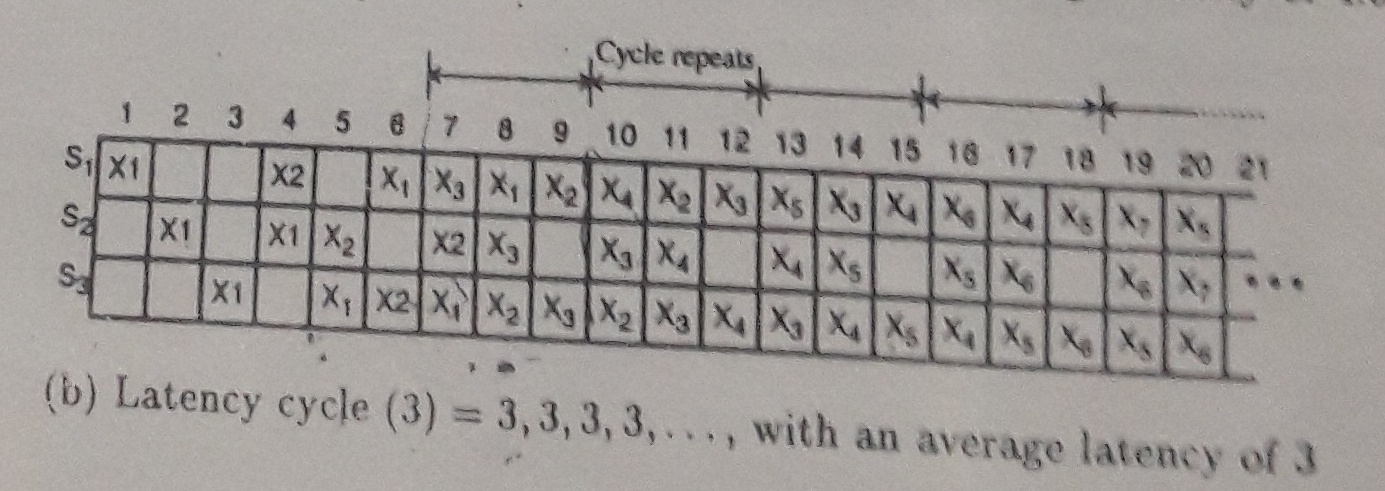 Cycle repeats
1 2 3 4 5 6 7 8 9 10 11 12 13 14 15 16 17 18 19 20 21
S1 X1 X2 X1 X3 X1 X2 X4 X2 X3 X5 X3 X4 X6 X4 X5 X7 X5
S2 X1 X1 X2 X2 X3 X3 X4 X4 X5 X5 X6 X6 X7 ...
S3 X1 X1 X2 X1 X2 X3 X2 X3 X4 X3 X4 X5 X4 X5 X6 X5 X6
(b) Latency cycle (3) = 3, 3, 3, 3, ..., with an average latency of 3